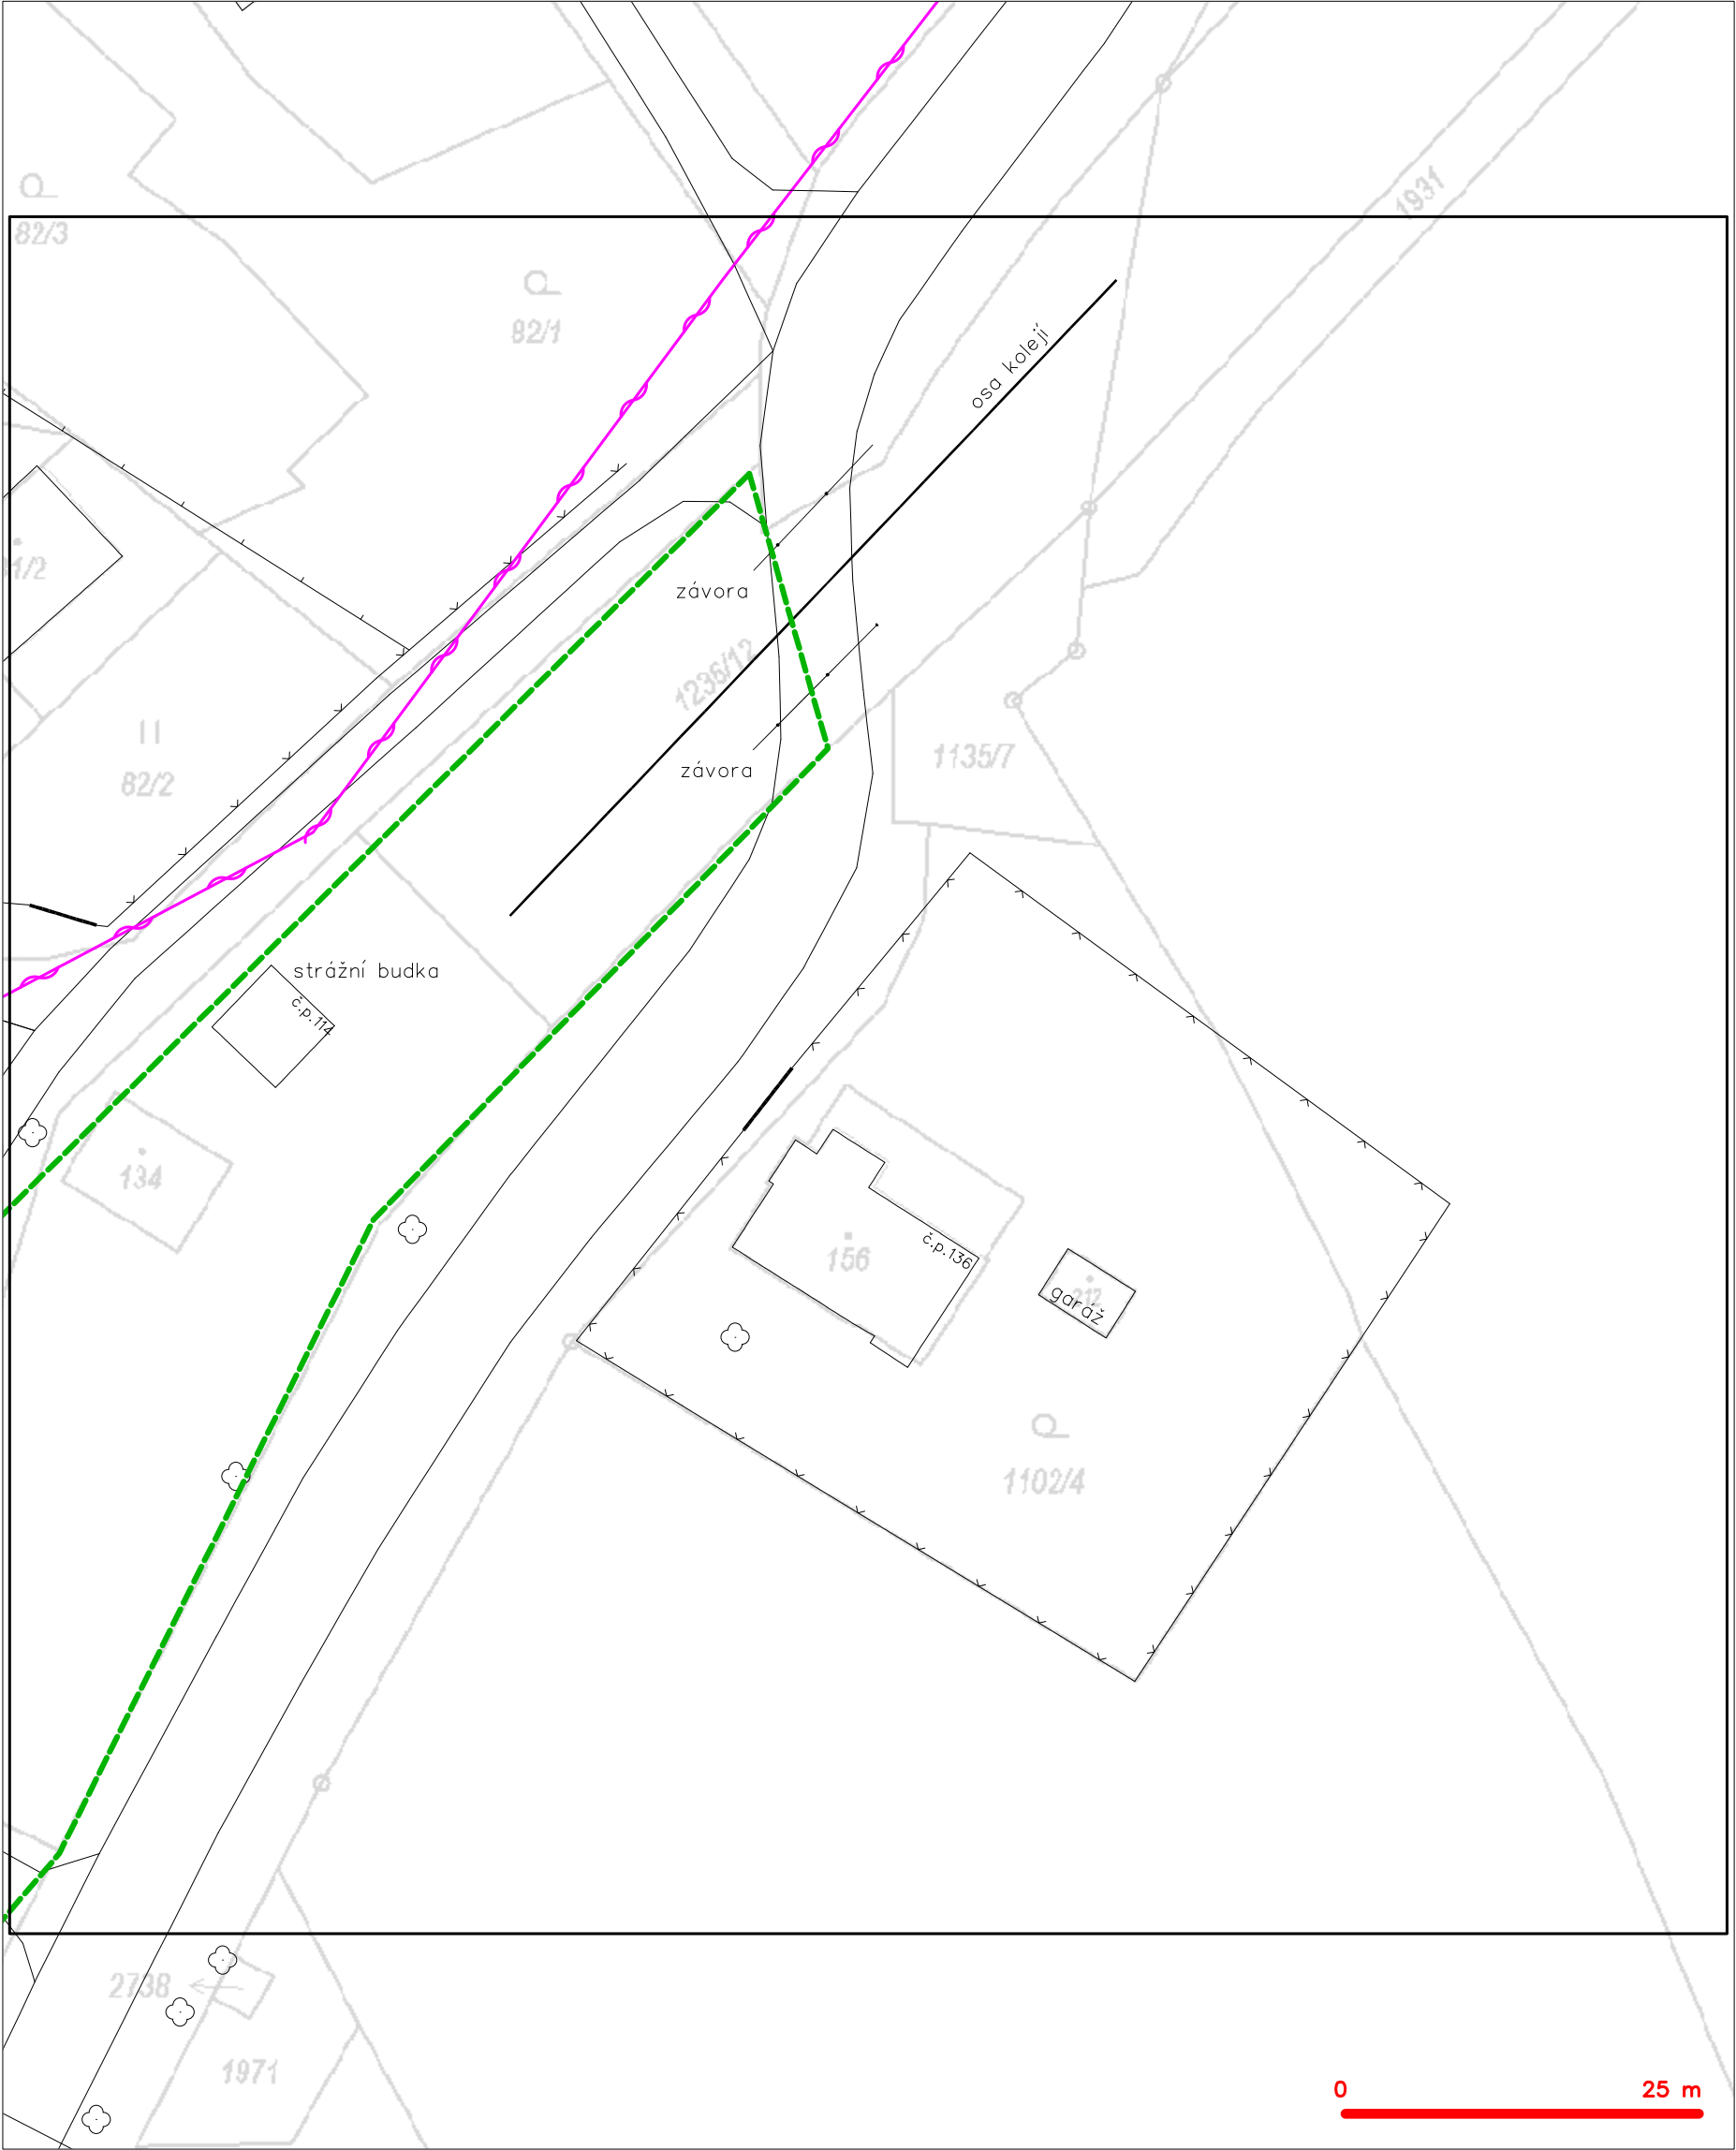 1931
82/3
82/1
osa kolejí
závora
1236/12
1135/7
82/2
závora
strážní budka
č.p.114
134
156
č.p.136
garáž
1102/4
2738
1971
0 25 m